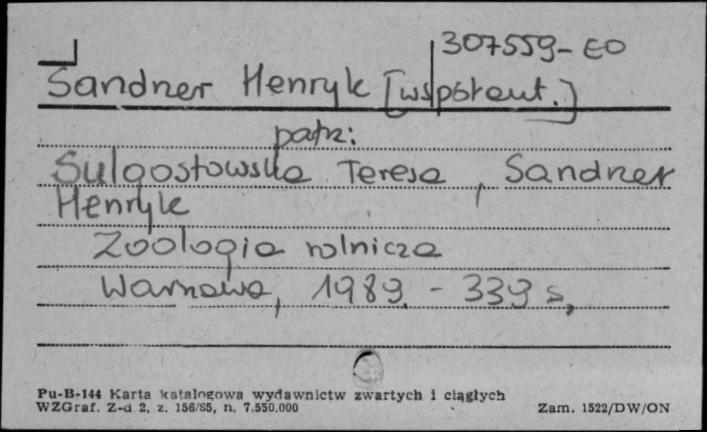 307559-EO
Sandner Henryk [współaut.]
patrz:
Sulgostowska Teresa, Sandner
Henryk
Zoologia rolnicza
Warszawa, 1989. - 339 s,
Pu-B-144 Karta katalogowa wydawnictw zwartych i ciągłych
WZGraf. Z-d 2, z. 156/85, n. 7.550.000
Zam. 1522/DW/ON